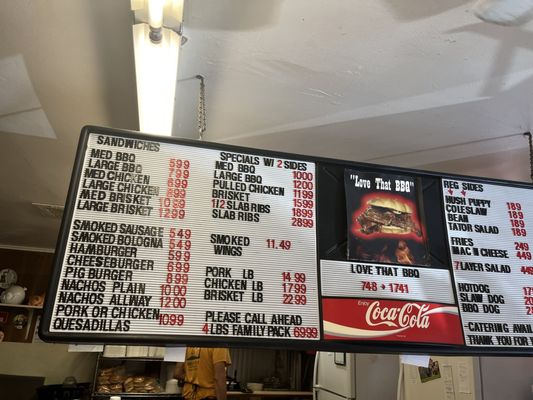 SANDWICHES
MED BBQ 599
LARGE BBQ 699
MED CHICKEN 799
LARGE CHICKEN 899
MED BRISKET 1099
LARGE BRISKET 1299
SMOKED SAUSAGE 549
SMOKED BOLOGNA 549
HAMBURGER 599
CHEESEBURGER 699
PIG BURGER 899
NACHOS PLAIN 1000
NACHOS ALLWAY 1200
PORK OR CHICKEN
QUESADILLAS 1099
SPECIALS W/ 2 SIDES
MED BBQ 1000
LARGE BBQ 1200
PULLED CHICKEN 1199
BRISKET 1599
1/2 SLAB RIBS 1899
SLAB RIBS 2899
SMOKED 11.49
WINGS
PORK LB 14.99
CHICKEN LB 17.99
BRISKET LB 22.99
PLEASE CALL AHEAD
4LBS FAMILYPACK 6999
"Love That BBQ"
LOVE THAT BBQ
748 - 1741
ENJOY
Coca-Cola
REG SIDES
HUSH PUPPY 189
COLESLAW 189
BEAN 189
TATOR SALAD 189
FRIES 249
MAC N CHEESE 449
7 LAYER SALAD 449
HOTDOG
SLAW DOG
BBQ DOG
-CATERING AVAI
THANK YOU FOR